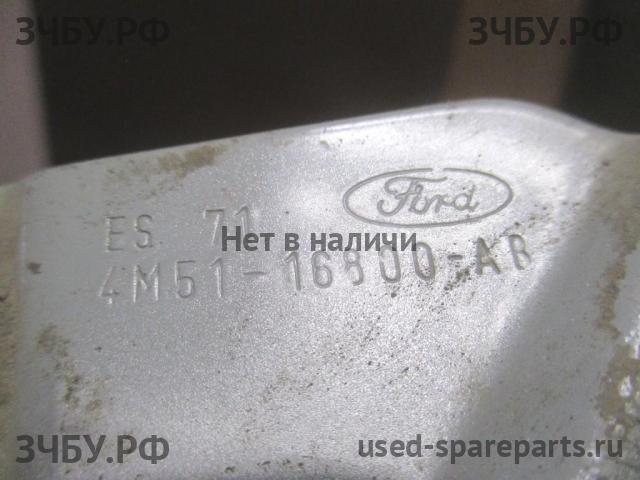 ЗЧБУ.РФ ЗЧБУ.РФ
Ford
ES 71
Нет в наличи
4M51-16800-AB
ЗЧБУ.РФ used-spareparts.ru